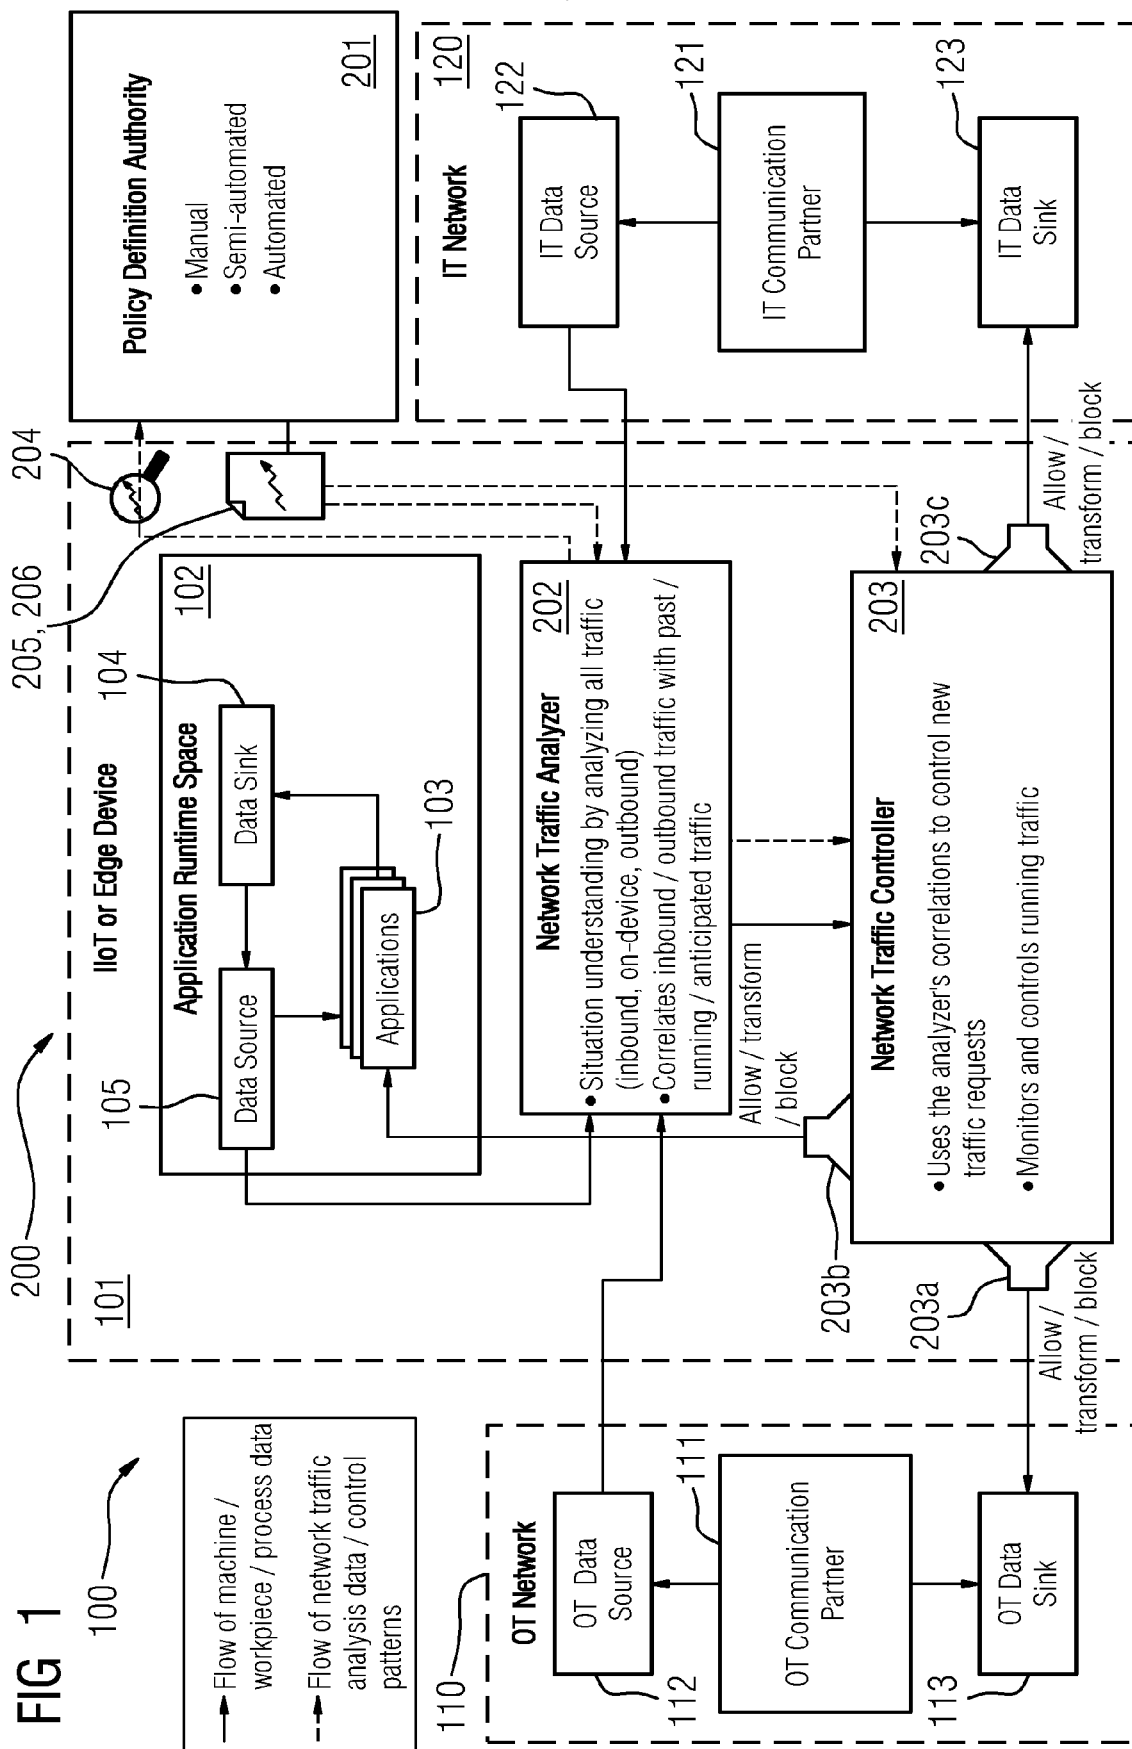 FIG 1
100
200
Flow of machine /
workpiece / process data
Flow of network traffic
analysis data / control
patterns
110
OT Network
OT Data
Source
112
OT Communication
Partner
111
OT Data
Sink
113
101
IIoT or Edge Device
Application Runtime Space
102
Data Source
105
Data Sink
104
Applications
103
205, 206
204
Policy Definition Authority
•Manual
•Semi-automated
•Automated
201
Network Traffic Analyzer
202
• Situation understanding by analyzing all traffic
(inbound, on-device, outbound)
• Correlates inbound / outbound traffic with past /
running / anticipated traffic
Allow / transform
/ block
Network Traffic Controller
203
•Uses the analyzer's correlations to control new
traffic requests
• Monitors and controls running traffic
203a
203b
203c
Allow /
transform / block
Allow /
transform / block
120
IT Network
IT Data
Source
122
IT Communication
Partner
121
IT Data
Sink
123